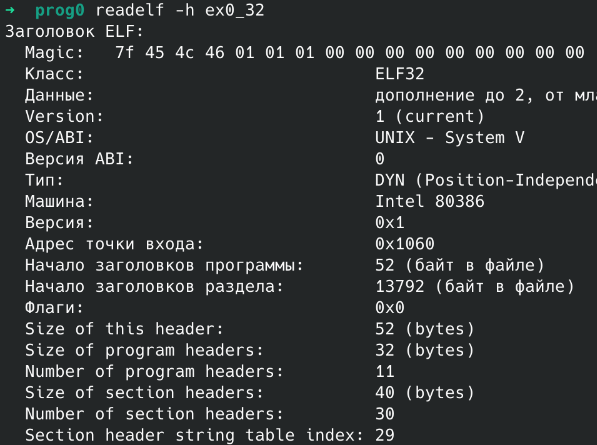 → prog0 readelf -h ex0_32
Заголовок ELF:
Magic: 7f 45 4c 46 01 01 01 00 00 00 00 00 00 00 00 00
Класс: ELF32
Данные: дополнение до 2, от
Version: 1 (current)
OS/ABI: UNIX - System V
Версия ABI: 0
Тип: DYN
Машина: Intel 80386
Версия: 0x1
Адрес точки входа: 0x1060
Начало заголовков программы: 52 (байт в файле)
Начало заголовков раздела: 13792 (байт в файле)
Флаги: 0x0
Size of this header: 52 (bytes)
Size of program headers: 32 (bytes)
Number of program headers: 11
Size of section headers: 40 (bytes)
Number of section headers: 30
Section header string table index: 29